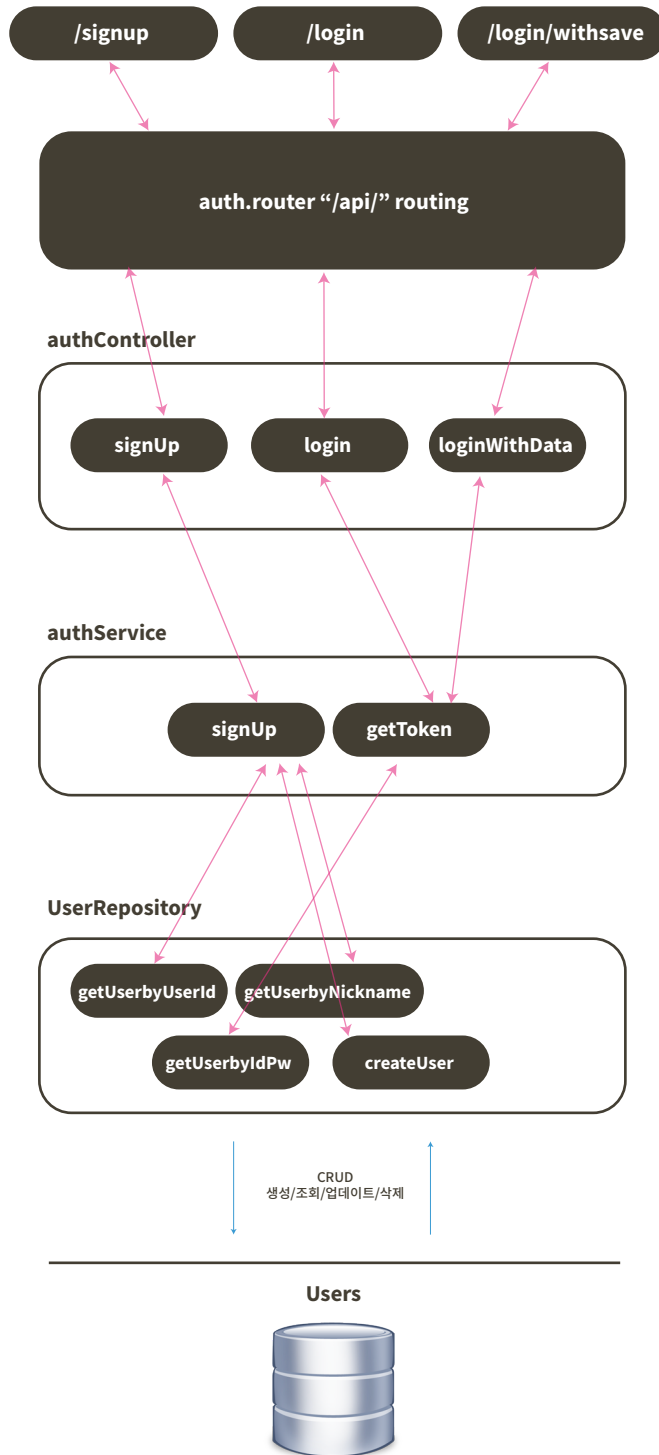 /signup
/login
/login/withsave
auth.router “/api/” routing
authController
signUp
login
loginWithData
authService
signUp
getToken
UserRepository
getUserbyUserId
getUserbyNickname
getUserbyIdPw
createUser
CRUD
생성/조회/업데이트/삭제
Users